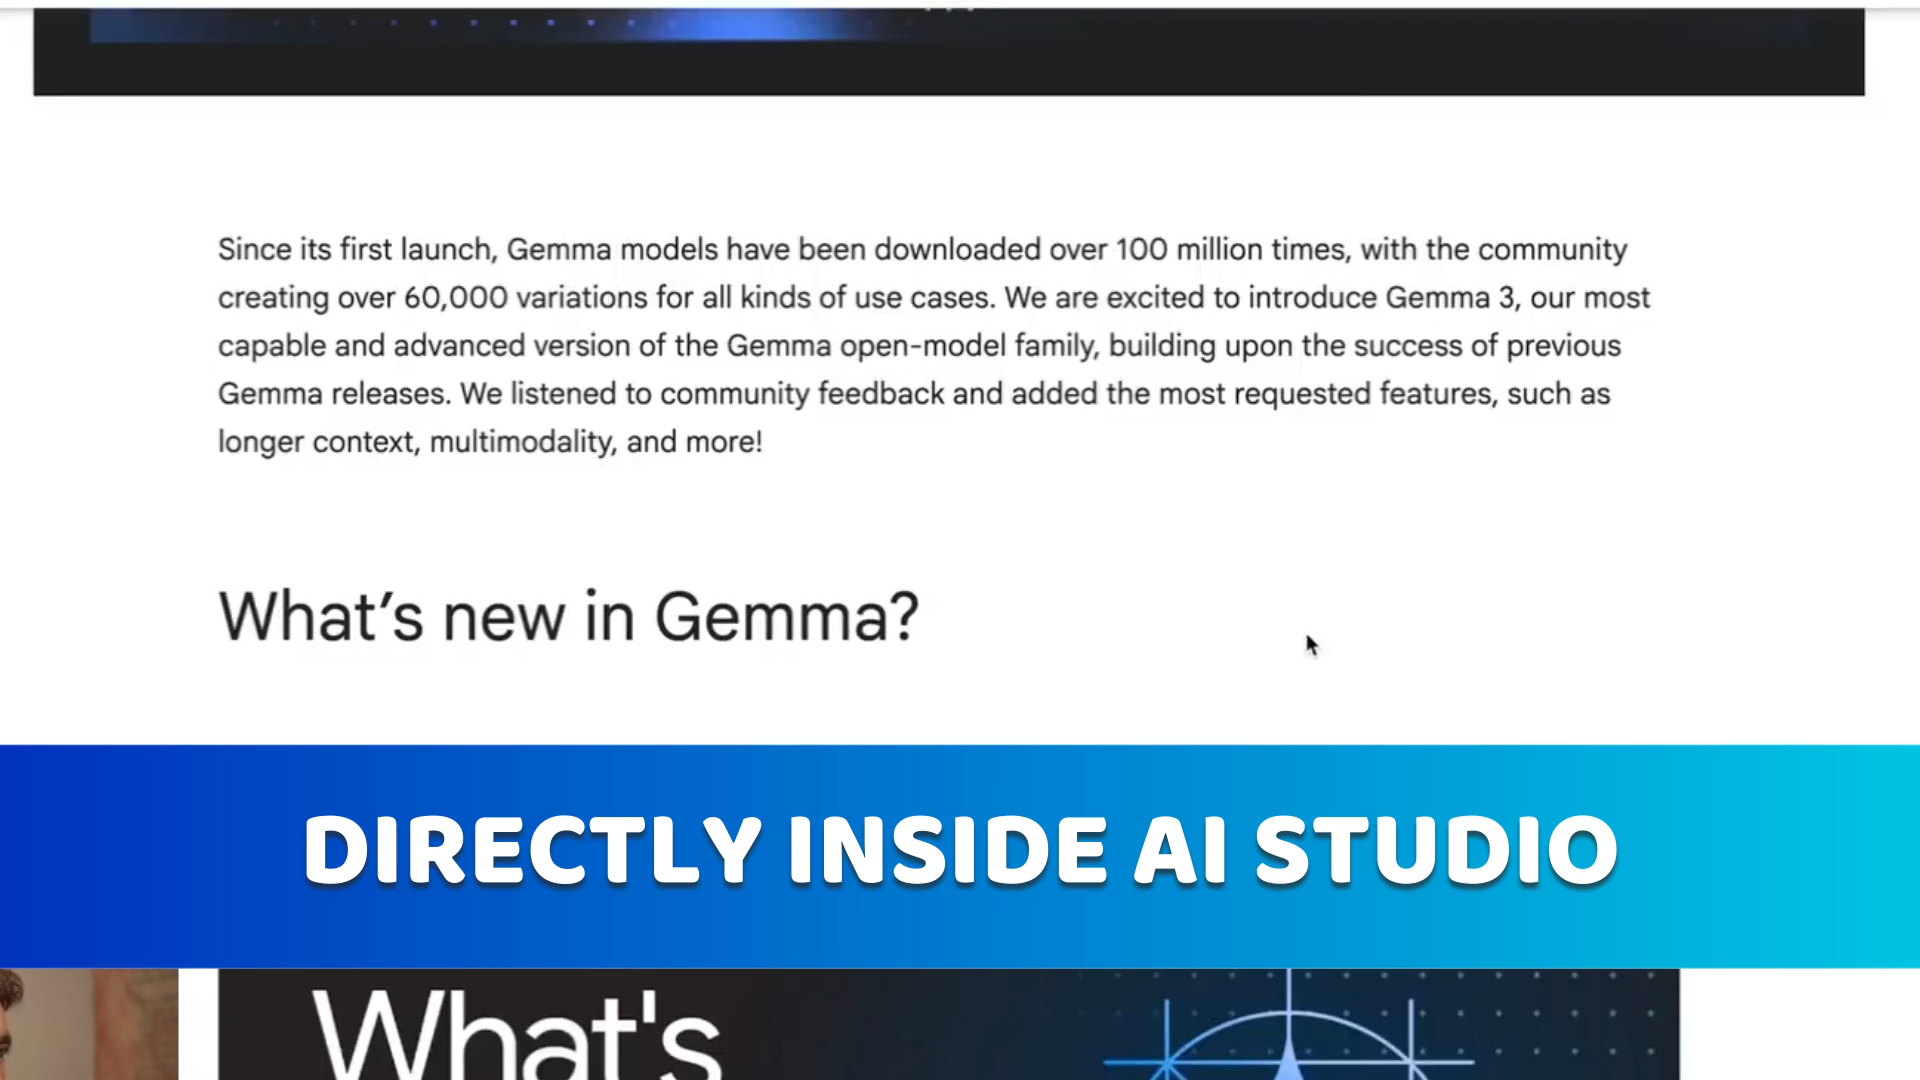 Since its first launch, Gemma models have been downloaded over 100 million times, with the community
creating over 60,000 variations for all kinds of use cases. We are excited to introduce Gemma 3, our most
capable and advanced version of the Gemma open-model family, building upon the success of previous
Gemma releases. We listened to community feedback and added the most requested features, such as
longer context, multimodality, and more!
What’s new in Gemma?
DIRECTLY INSIDE AI STUDIO
What's